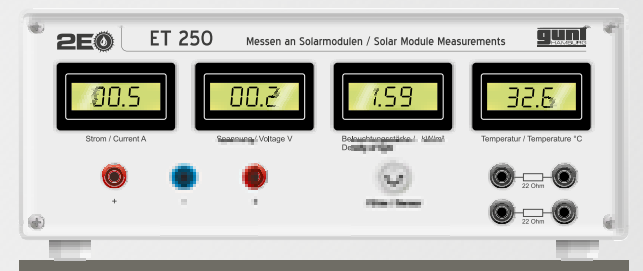 2E
ET 250
Messen an Solarmodulen / Solar Module Measurements
gunt
HAMBURG
00.5
00.2
1.59
32.6
Strom / Current A
/ Voltage V
Temperatur / Temperature °C
+
22 Ohm
22 Ohm